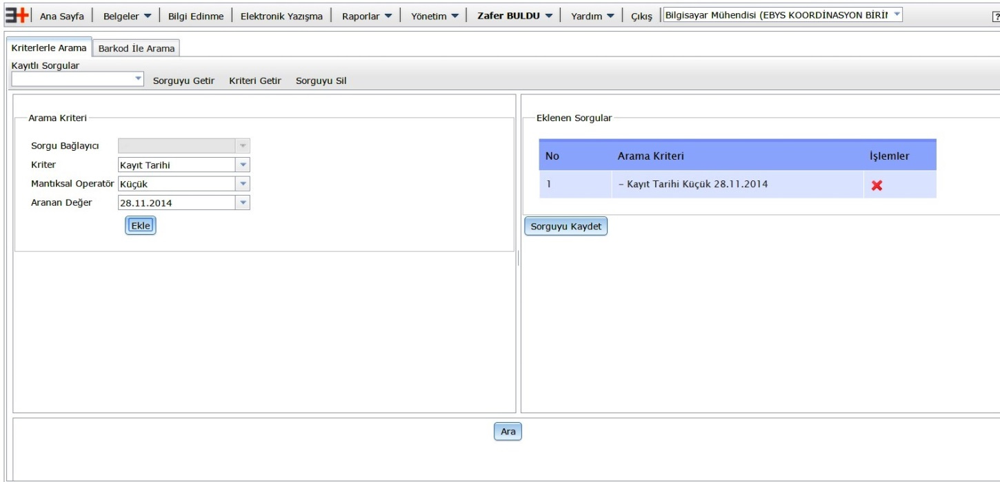 Ana Sayfa Belgeler Bilgi Edinme Elektronik Yazışma Raporlar Yönetim Zafer BULDU Yardım Çıkış Bilgisayar Mühendisi (EBYS KOORDİNASYON BİRİ ?
Kriterlerle Arama Barkod İle Arama
Kayıtlı Sorgular
Sorguyu Getir Kriteri Getir Sorguyu Sil
Arama Kriteri
Sorgu Bağlayıcı
Kriter Kayıt Tarihi
Mantıksal Operatör Küçük
Aranan Değer 28.11.2014
Ekle
Eklenen Sorgular
No Arama Kriteri İşlemler
1 – Kayıt Tarihi Küçük 28.11.2014
Sorguyu Kaydet
Ara